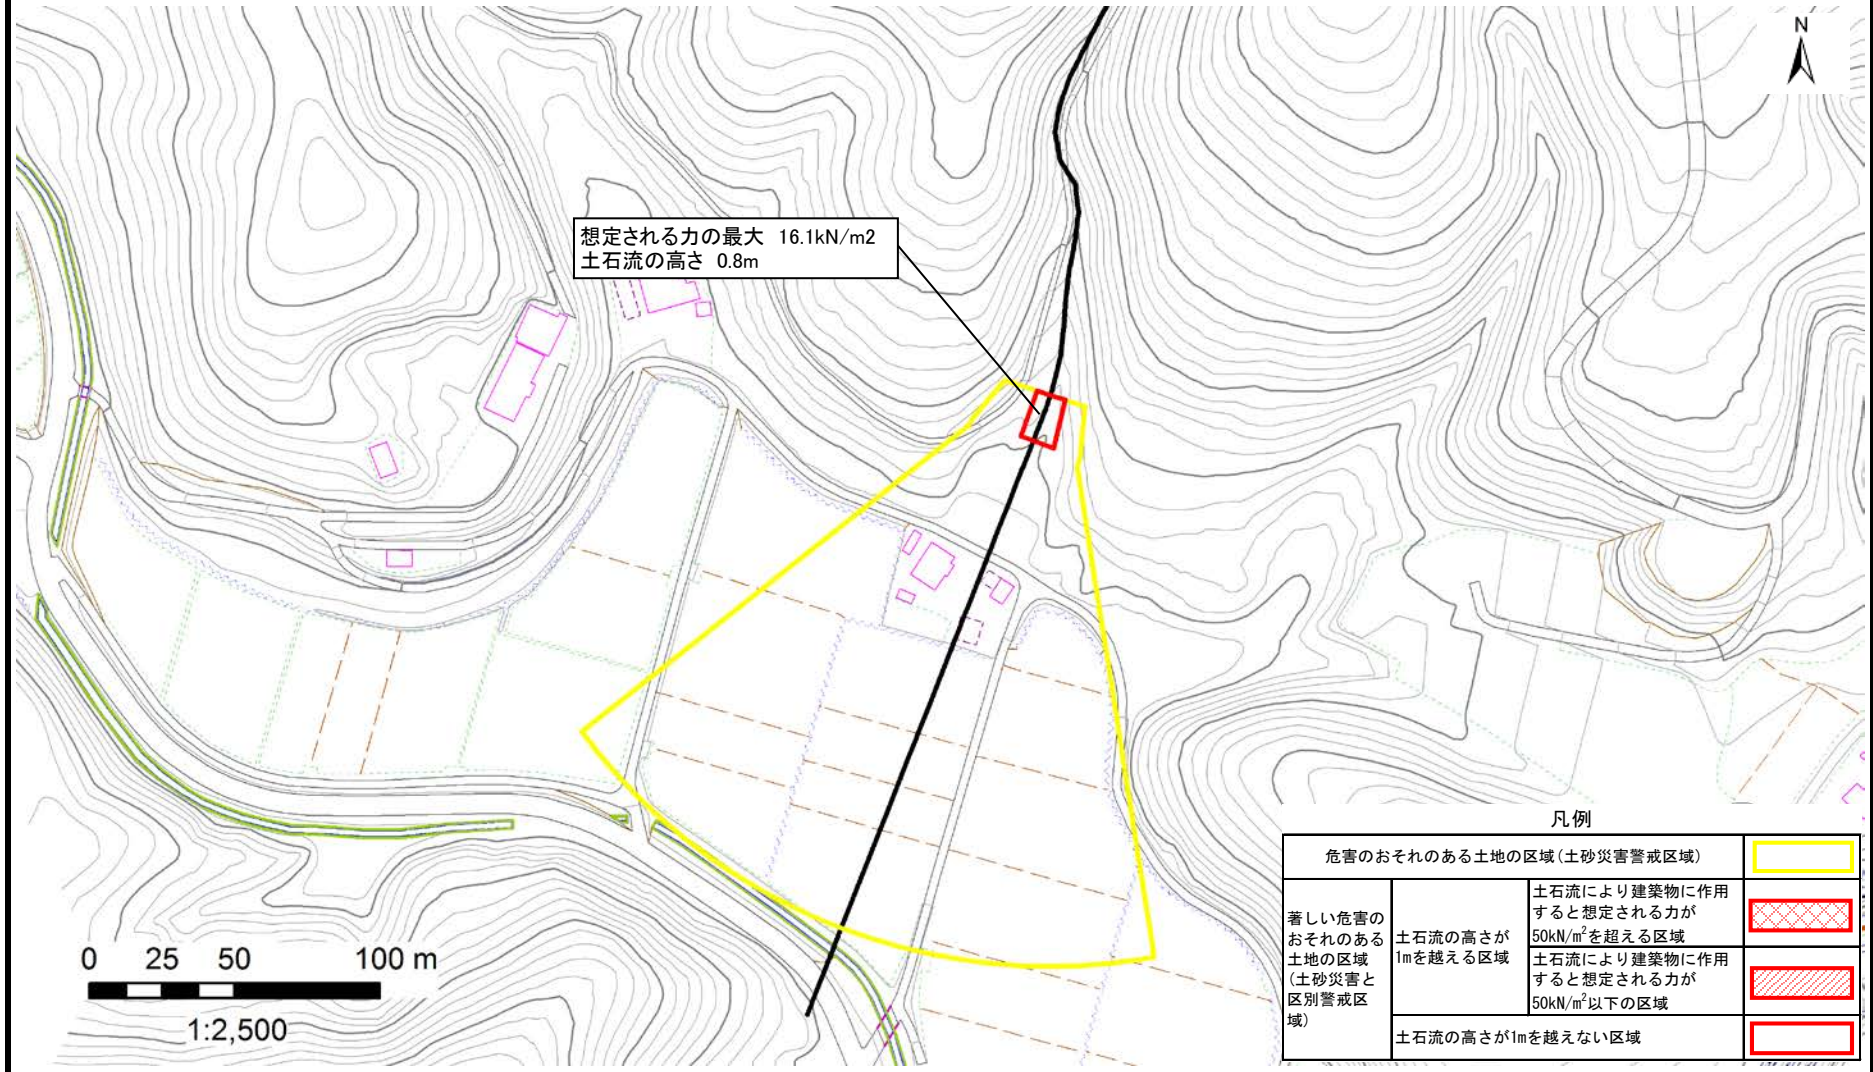 N
想定される力の最大 16.1kN/m2
土石流の高さ 0.8m
0 25 50 100 m
1:2,500
凡例
危害のおそれのある土地の区域(土砂災害警戒区域)
著しい危害の
おそれのある
土地の区域
(土砂災害と
区別警戒区
域)
土石流の高さが
1mを越える区域
土石流により建築物に作用
すると想定される力が
50kN/m²を超える区域
土石流により建築物に作用
すると想定される力が
50kN/m²以下の区域
土石流の高さが1mを越えない区域